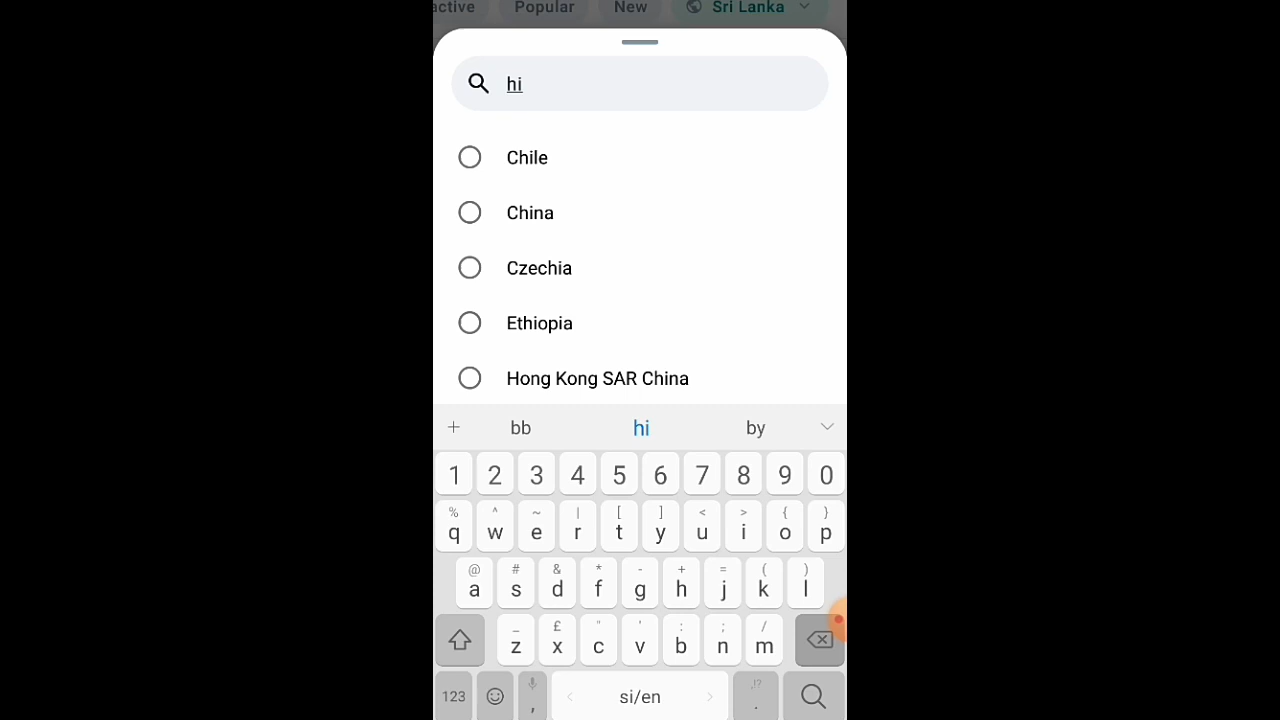 active Popular New Sri Lanka
hi
Chile
China
Czechia
Ethiopia
Hong Kong SAR China
+ bb hi by
1 2 3 4 5 6 7 8 9 0
% ^ ~ | [ ] < > { }
q w e r t y u i o p
@ # & * - + = ( )
a s d f g h j k l
_ £ " ' : ; /
z x c v b n m
,!?
123 , < si/en > .